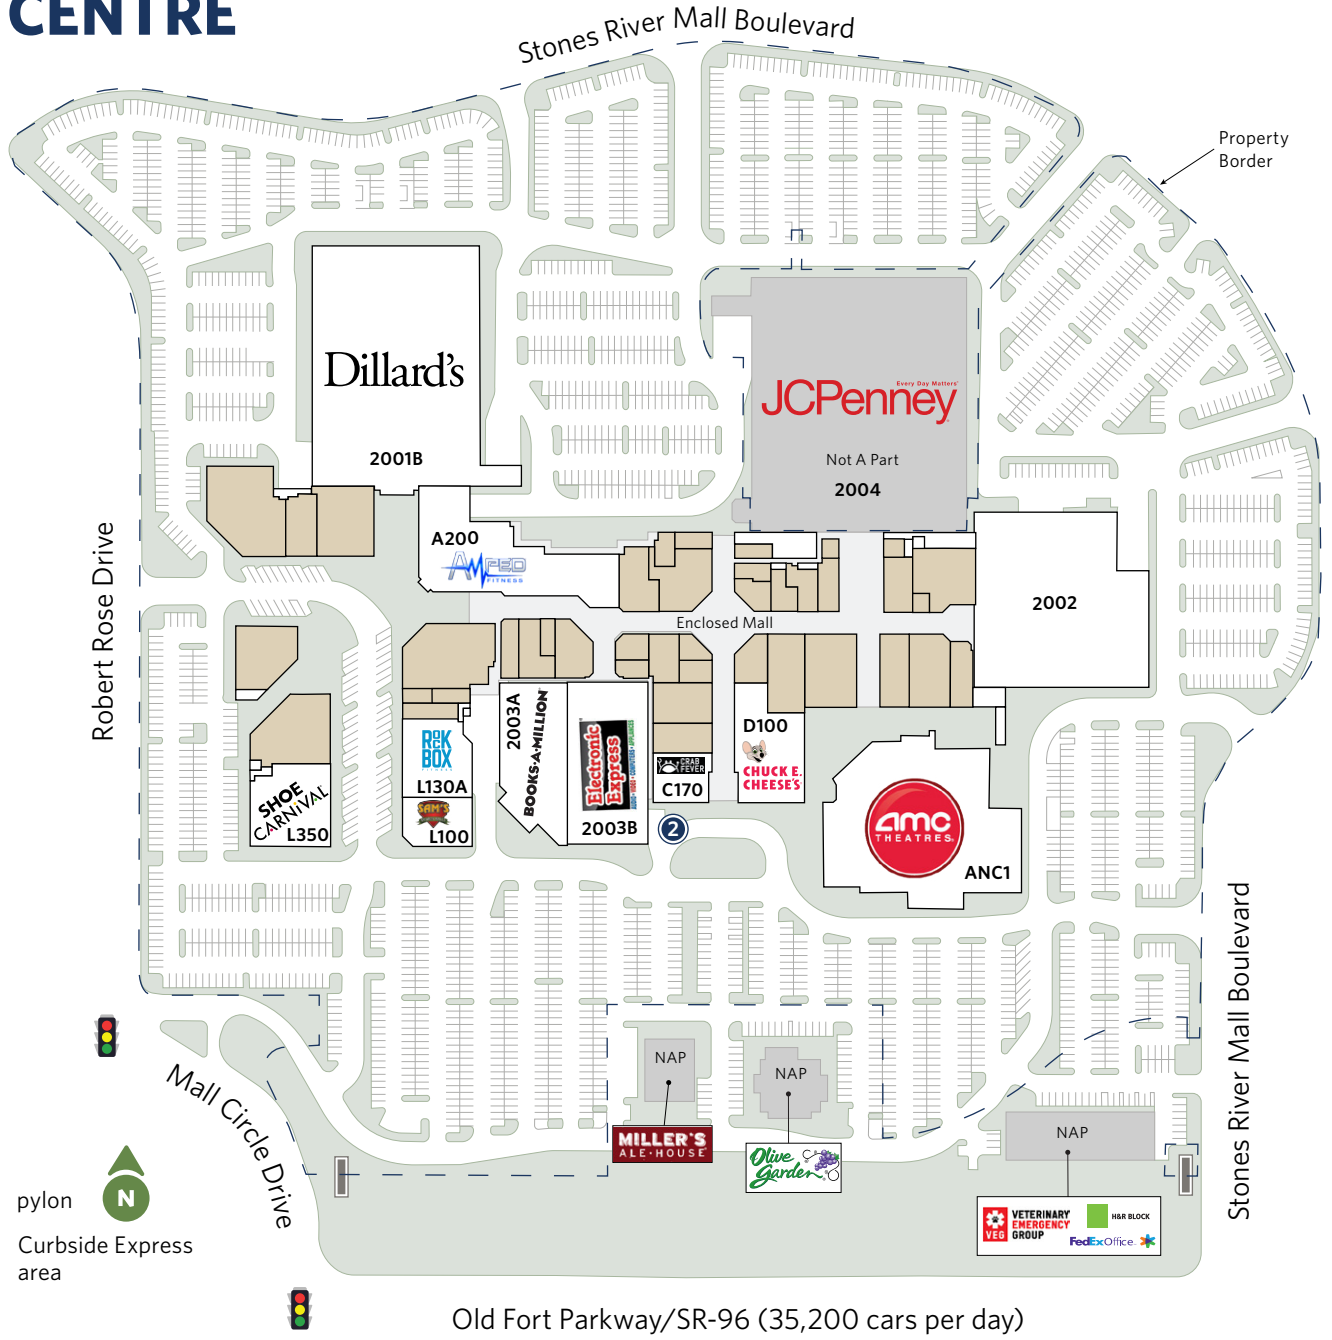 CENTRE
Stones River Mall Boulevard
Property
Border
Dillard's
2001B
Every Day Matters
JCPenney
Not A Part
2004
A200
AMPED
FITNESS
Robert Rose Drive
2002
Enclosed Mall
2003A
BOOKS-A-MILLION
Electronic
Express
2003B
ROK
BOX
FITNESS
L130A
SAM'S
L100
SHOE
CARNIVAL
L350
CRAB
FEVER
C170
D100
CHUCK E.
CHEESE'S
2
amc
THEATRES
ANC1
Stones River Mall Boulevard
NAP
NAP
NAP
MILLER'S
ALE·HOUSE
Olive
Garden
VEG
VETERINARY
EMERGENCY
GROUP
H&R BLOCK
FedEx Office
Mall Circle Drive
N
pylon
Curbside Express
area
Old Fort Parkway/SR-96 (35,200 cars per day)